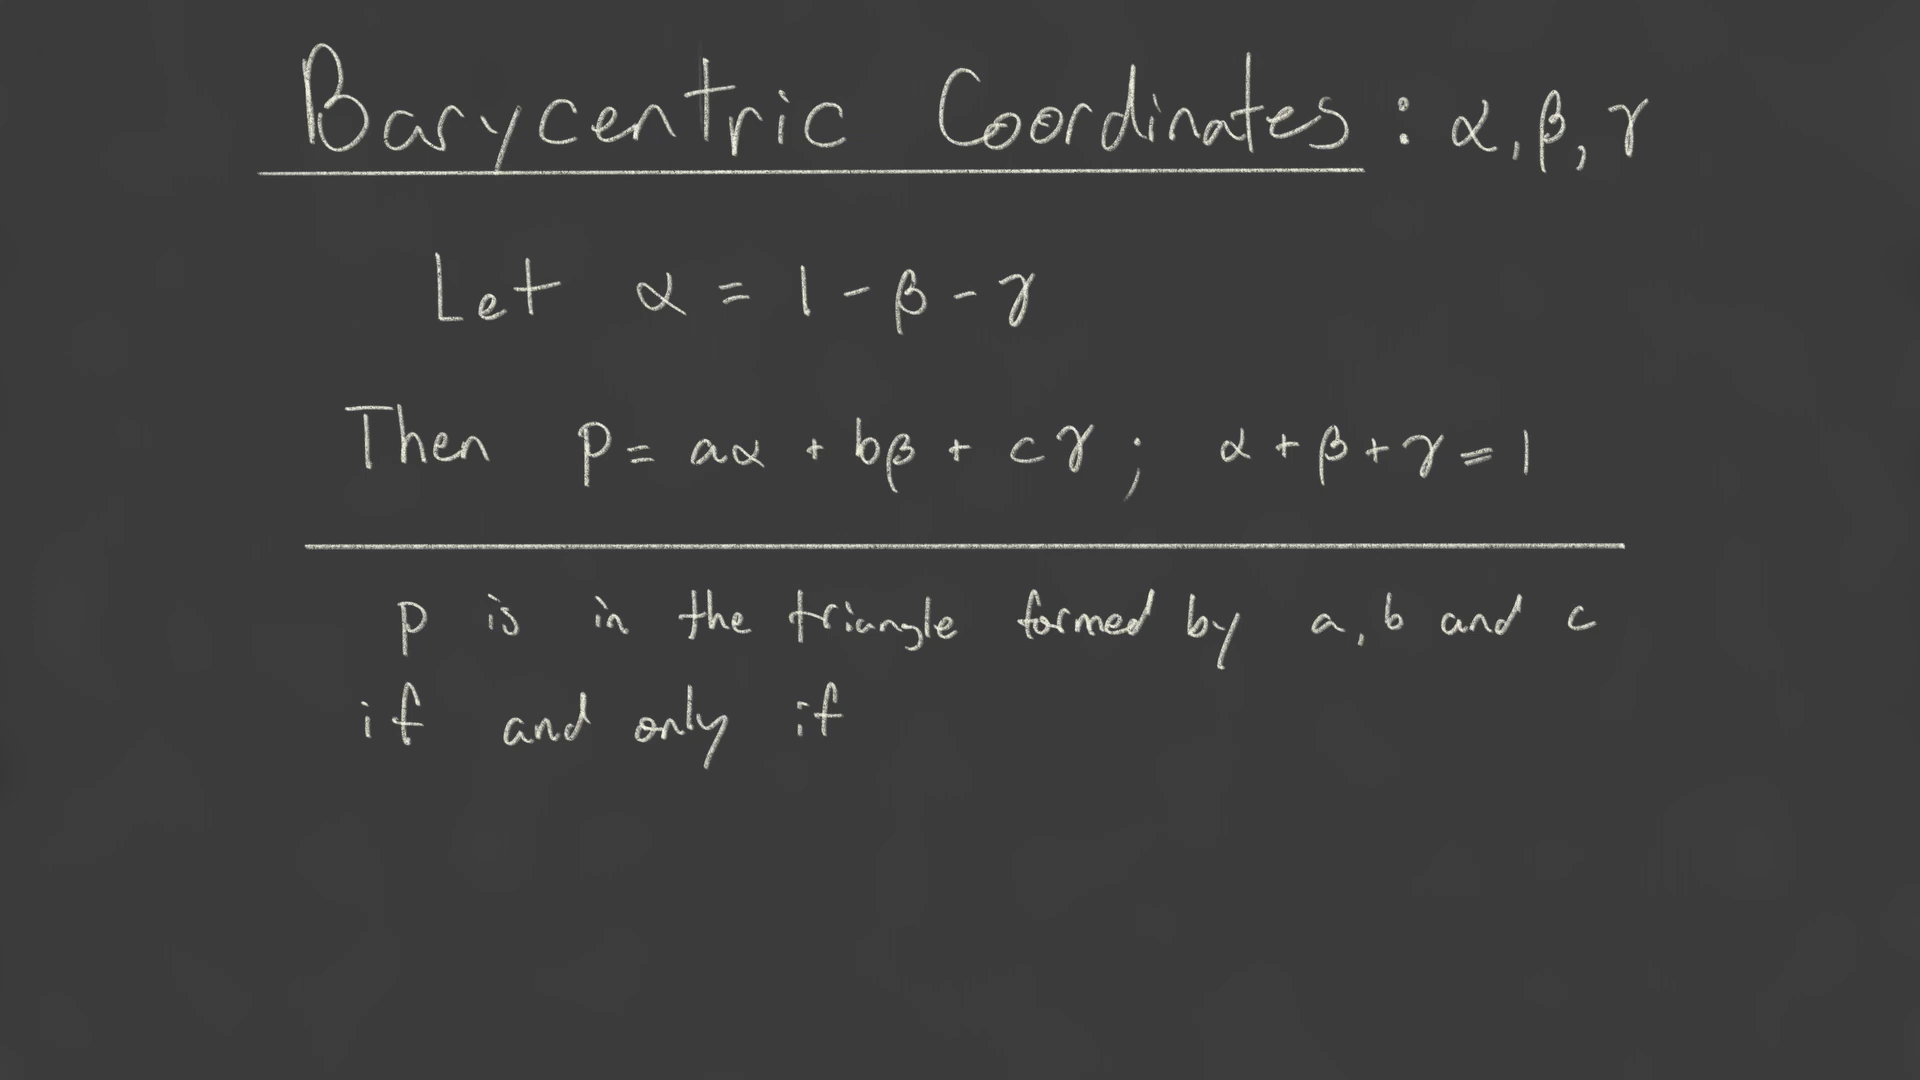 Barycentric Coordinates : α, β, γ
Let α = 1 - β - γ
Then p = aα + bβ + cγ ; α + β + γ = 1
p is in the triangle formed by a, b and c
if and only if